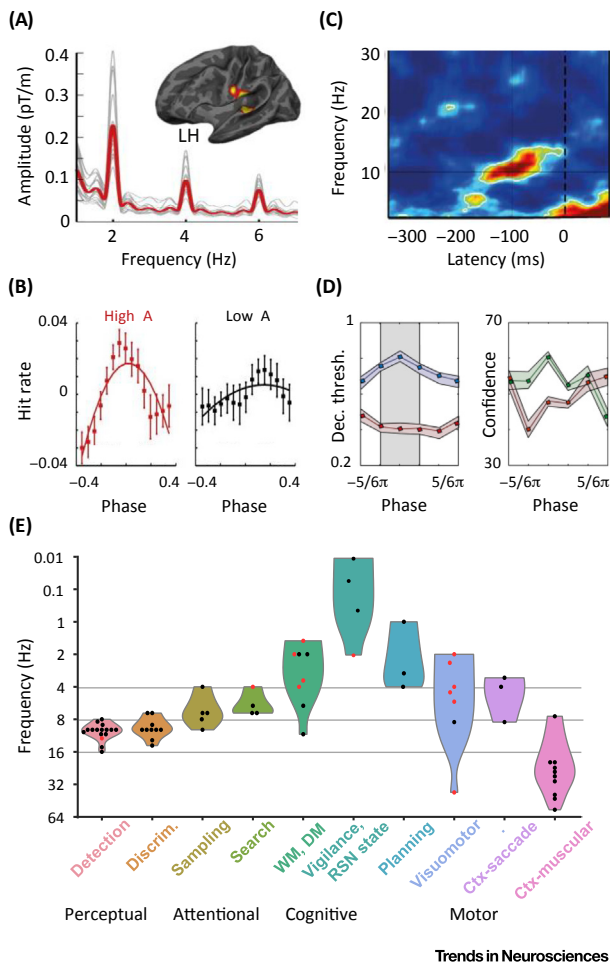 (A)
Amplitude (pT/m)
0.4
0.3
0.2
0.1
0
LH
2
4
6
Frequency (Hz)
(C)
Frequency (Hz)
30
20
10
−300
−200
−100
0
Latency (ms)
(B)
High A
Low A
Hit rate
0.04
0
−0.04
−0.4
0.4
−0.4
0.4
Phase
Phase
(D)
Dec. thresh.
1
0.2
−5/6π
5/6π
Phase
Confidence
70
30
−5/6π
5/6π
Phase
(E)
Frequency (Hz)
0.01
0.1
1
2
4
8
16
32
64
Detection
Discrim.
Sampling
Search
WM, DM
Vigilance,
RSN state
Planning
Visuomotor
Ctx-saccade
Ctx-muscular
Perceptual
Attentional
Cognitive
Motor
Trends in Neurosciences